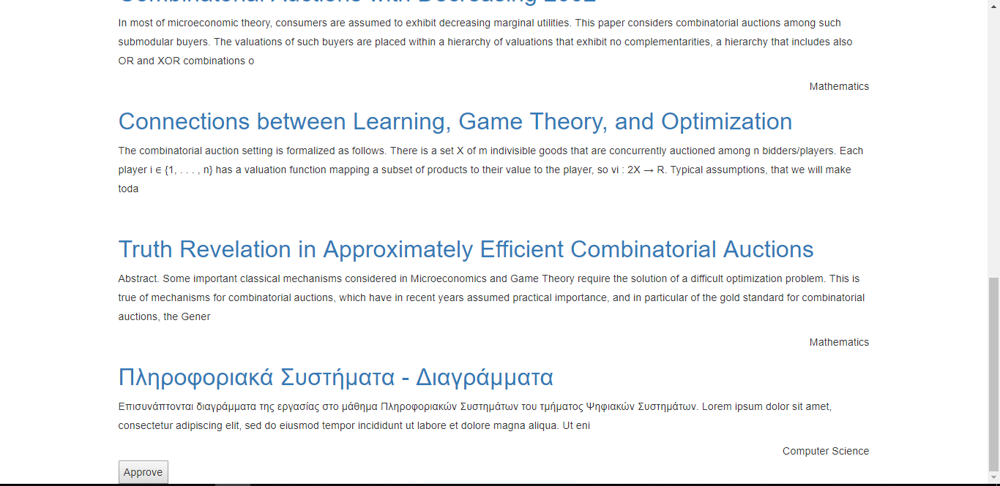 Combinatorial Auctions with Decreasing 2002
In most of microeconomic theory, consumers are assumed to exhibit decreasing marginal utilities. This paper considers combinatorial auctions among such
submodular buyers. The valuations of such buyers are placed within a hierarchy of valuations that exhibit no complementarities, a hierarchy that includes also
OR and XOR combinations o
Mathematics
Connections between Learning, Game Theory, and Optimization
The combinatorial auction setting is formalized as follows. There is a set X of m indivisible goods that are concurrently auctioned among n bidders/players. Each
player i ∈ {1, . . . , n} has a valuation function mapping a subset of products to their value to the player, so vi : 2X → R. Typical assumptions, that we will make
toda
Truth Revelation in Approximately Efficient Combinatorial Auctions
Abstract. Some important classical mechanisms considered in Microeconomics and Game Theory require the solution of a difficult optimization problem. This is
true of mechanisms for combinatorial auctions, which have in recent years assumed practical importance, and in particular of the gold standard for combinatorial
auctions, the Gener
Mathematics
Πληροφοριακά Συστήματα - Διαγράμματα
Επισυνάπτονται διαγράμματα της εργασίας στο μάθημα Πληροφοριακών Συστημάτων του τμήματος Ψηφιακών Συστημάτων. Lorem ipsum dolor sit amet,
consectetur adipiscing elit, sed do eiusmod tempor incididunt ut labore et dolore magna aliqua. Ut eni
Computer Science
Approve